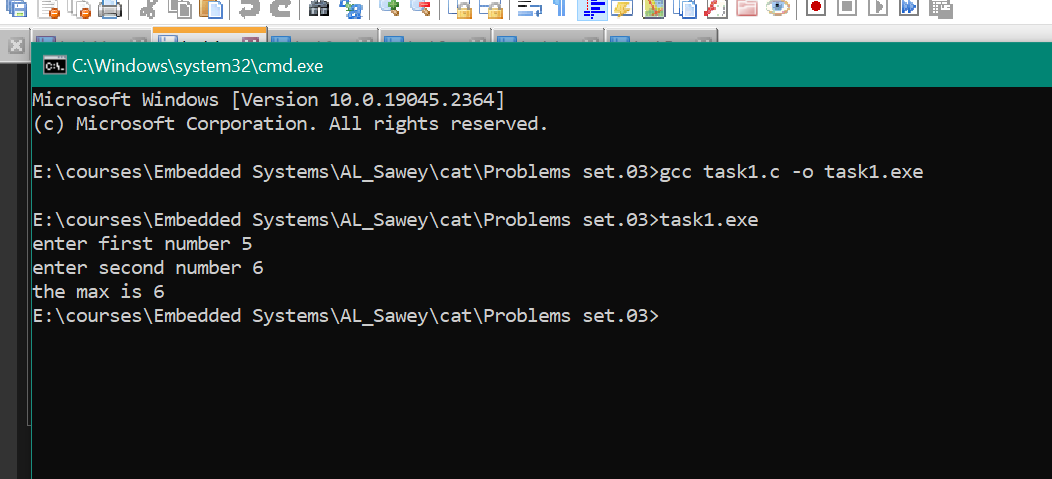 C:\Windows\system32\cmd.exe
Microsoft Windows [Version 10.0.19045.2364]
(c) Microsoft Corporation. All rights reserved.
E:\courses\Embedded Systems\AL_Sawey\cat\Problems set.03>gcc task1.c -o task1.exe
E:\courses\Embedded Systems\AL_Sawey\cat\Problems set.03>task1.exe
enter first number 5
enter second number 6
the max is 6
E:\courses\Embedded Systems\AL_Sawey\cat\Problems set.03>